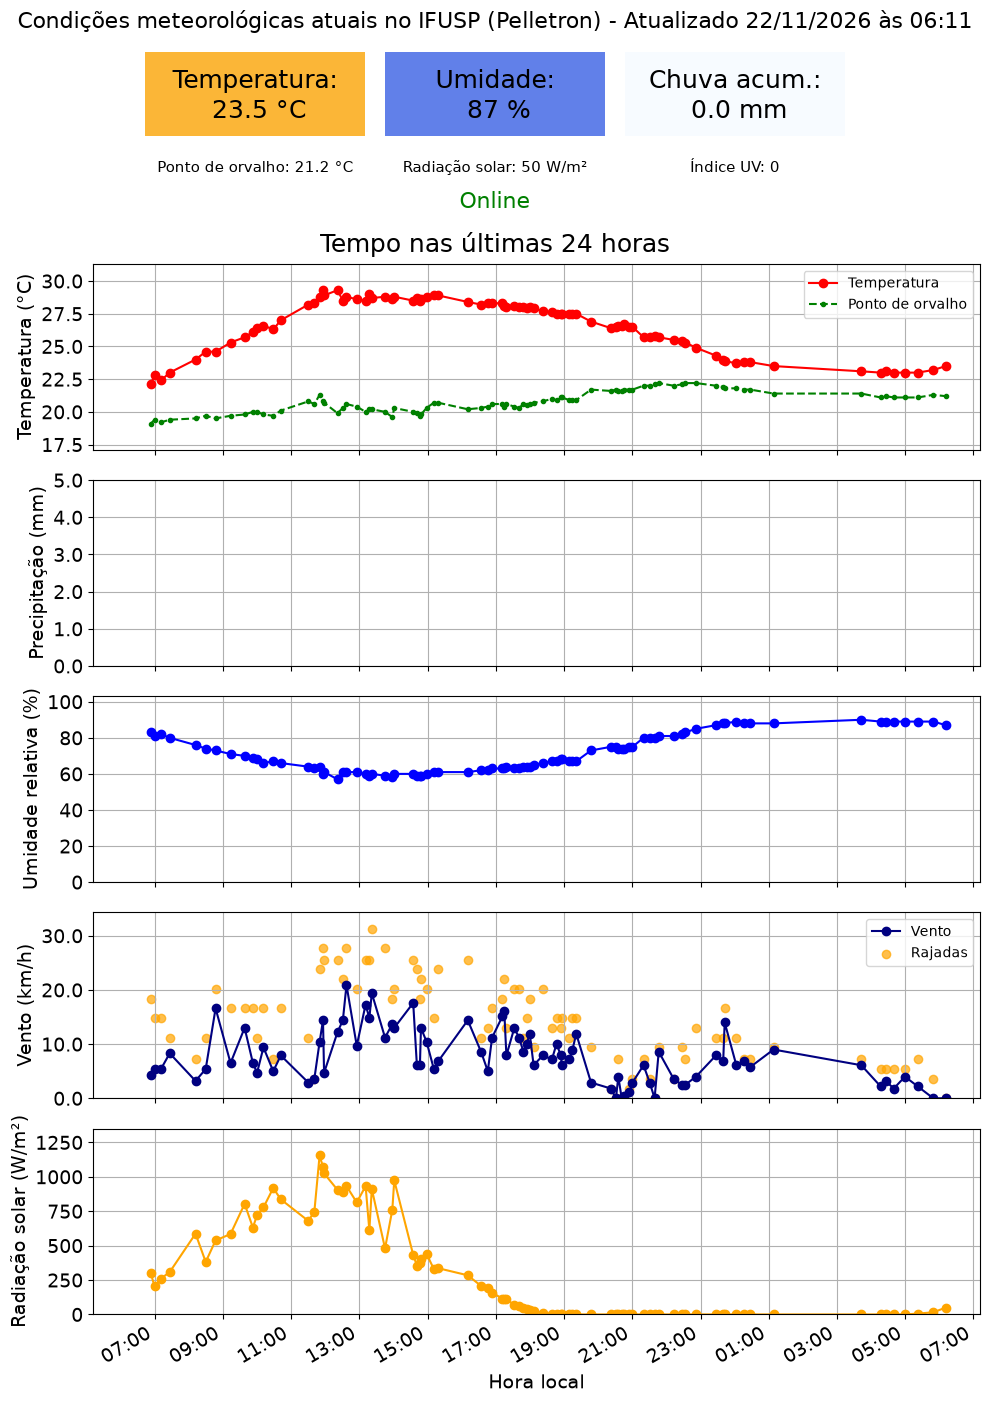 Condições meteorológicas atuais no IFUSP (Pelletron) - Atualizado 22/11/2026 às 06:11
Temperatura:
23.5 °C
Umidade:
87 %
Chuva acum.:
0.0 mm
Ponto de orvalho: 21.2 °C
Radiação solar: 50 W/m²
Índice UV: 0
Online
Tempo nas últimas 24 horas
Temperatura (°C)
30.0
27.5
25.0
22.5
20.0
17.5
Temperatura
Ponto de orvalho
Precipitação (mm)
5.0
4.0
3.0
2.0
1.0
0.0
Umidade relativa (%)
100
80
60
40
20
0
Vento (km/h)
30.0
20.0
10.0
0.0
Vento
Rajadas
Radiação solar (W/m²)
1250
1000
750
500
250
0
07:00
09:00
11:00
13:00
15:00
17:00
19:00
21:00
23:00
01:00
03:00
05:00
07:00
Hora local